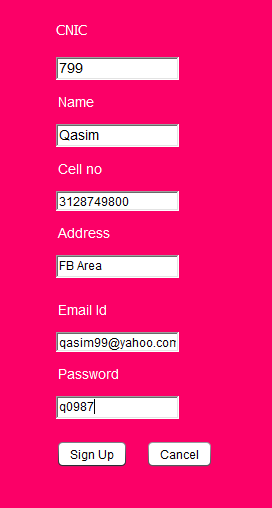 CNIC
799
Name
Qasim
Cell no
3128749800
Address
FB Area
Email Id
qasim99@yahoo.com
Password
q0987
Sign Up Cancel